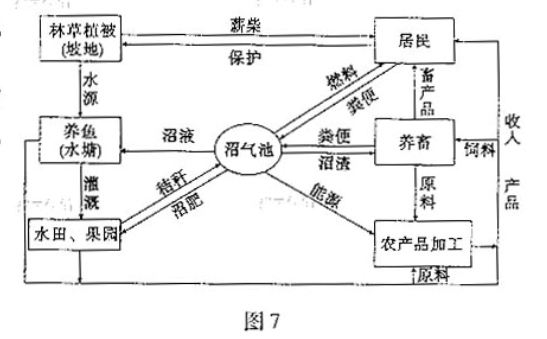 林草植被
(坡地)
薪柴
保护
居民
水源
燃料
粪便
畜产品
收入
养鱼
(水塘)
沼液
沼气池
粪便
沼渣
养畜
饲料
灌溉
秸秆
沼肥
能源
原料
产品
水田、果园
农产品加工
原料
图7